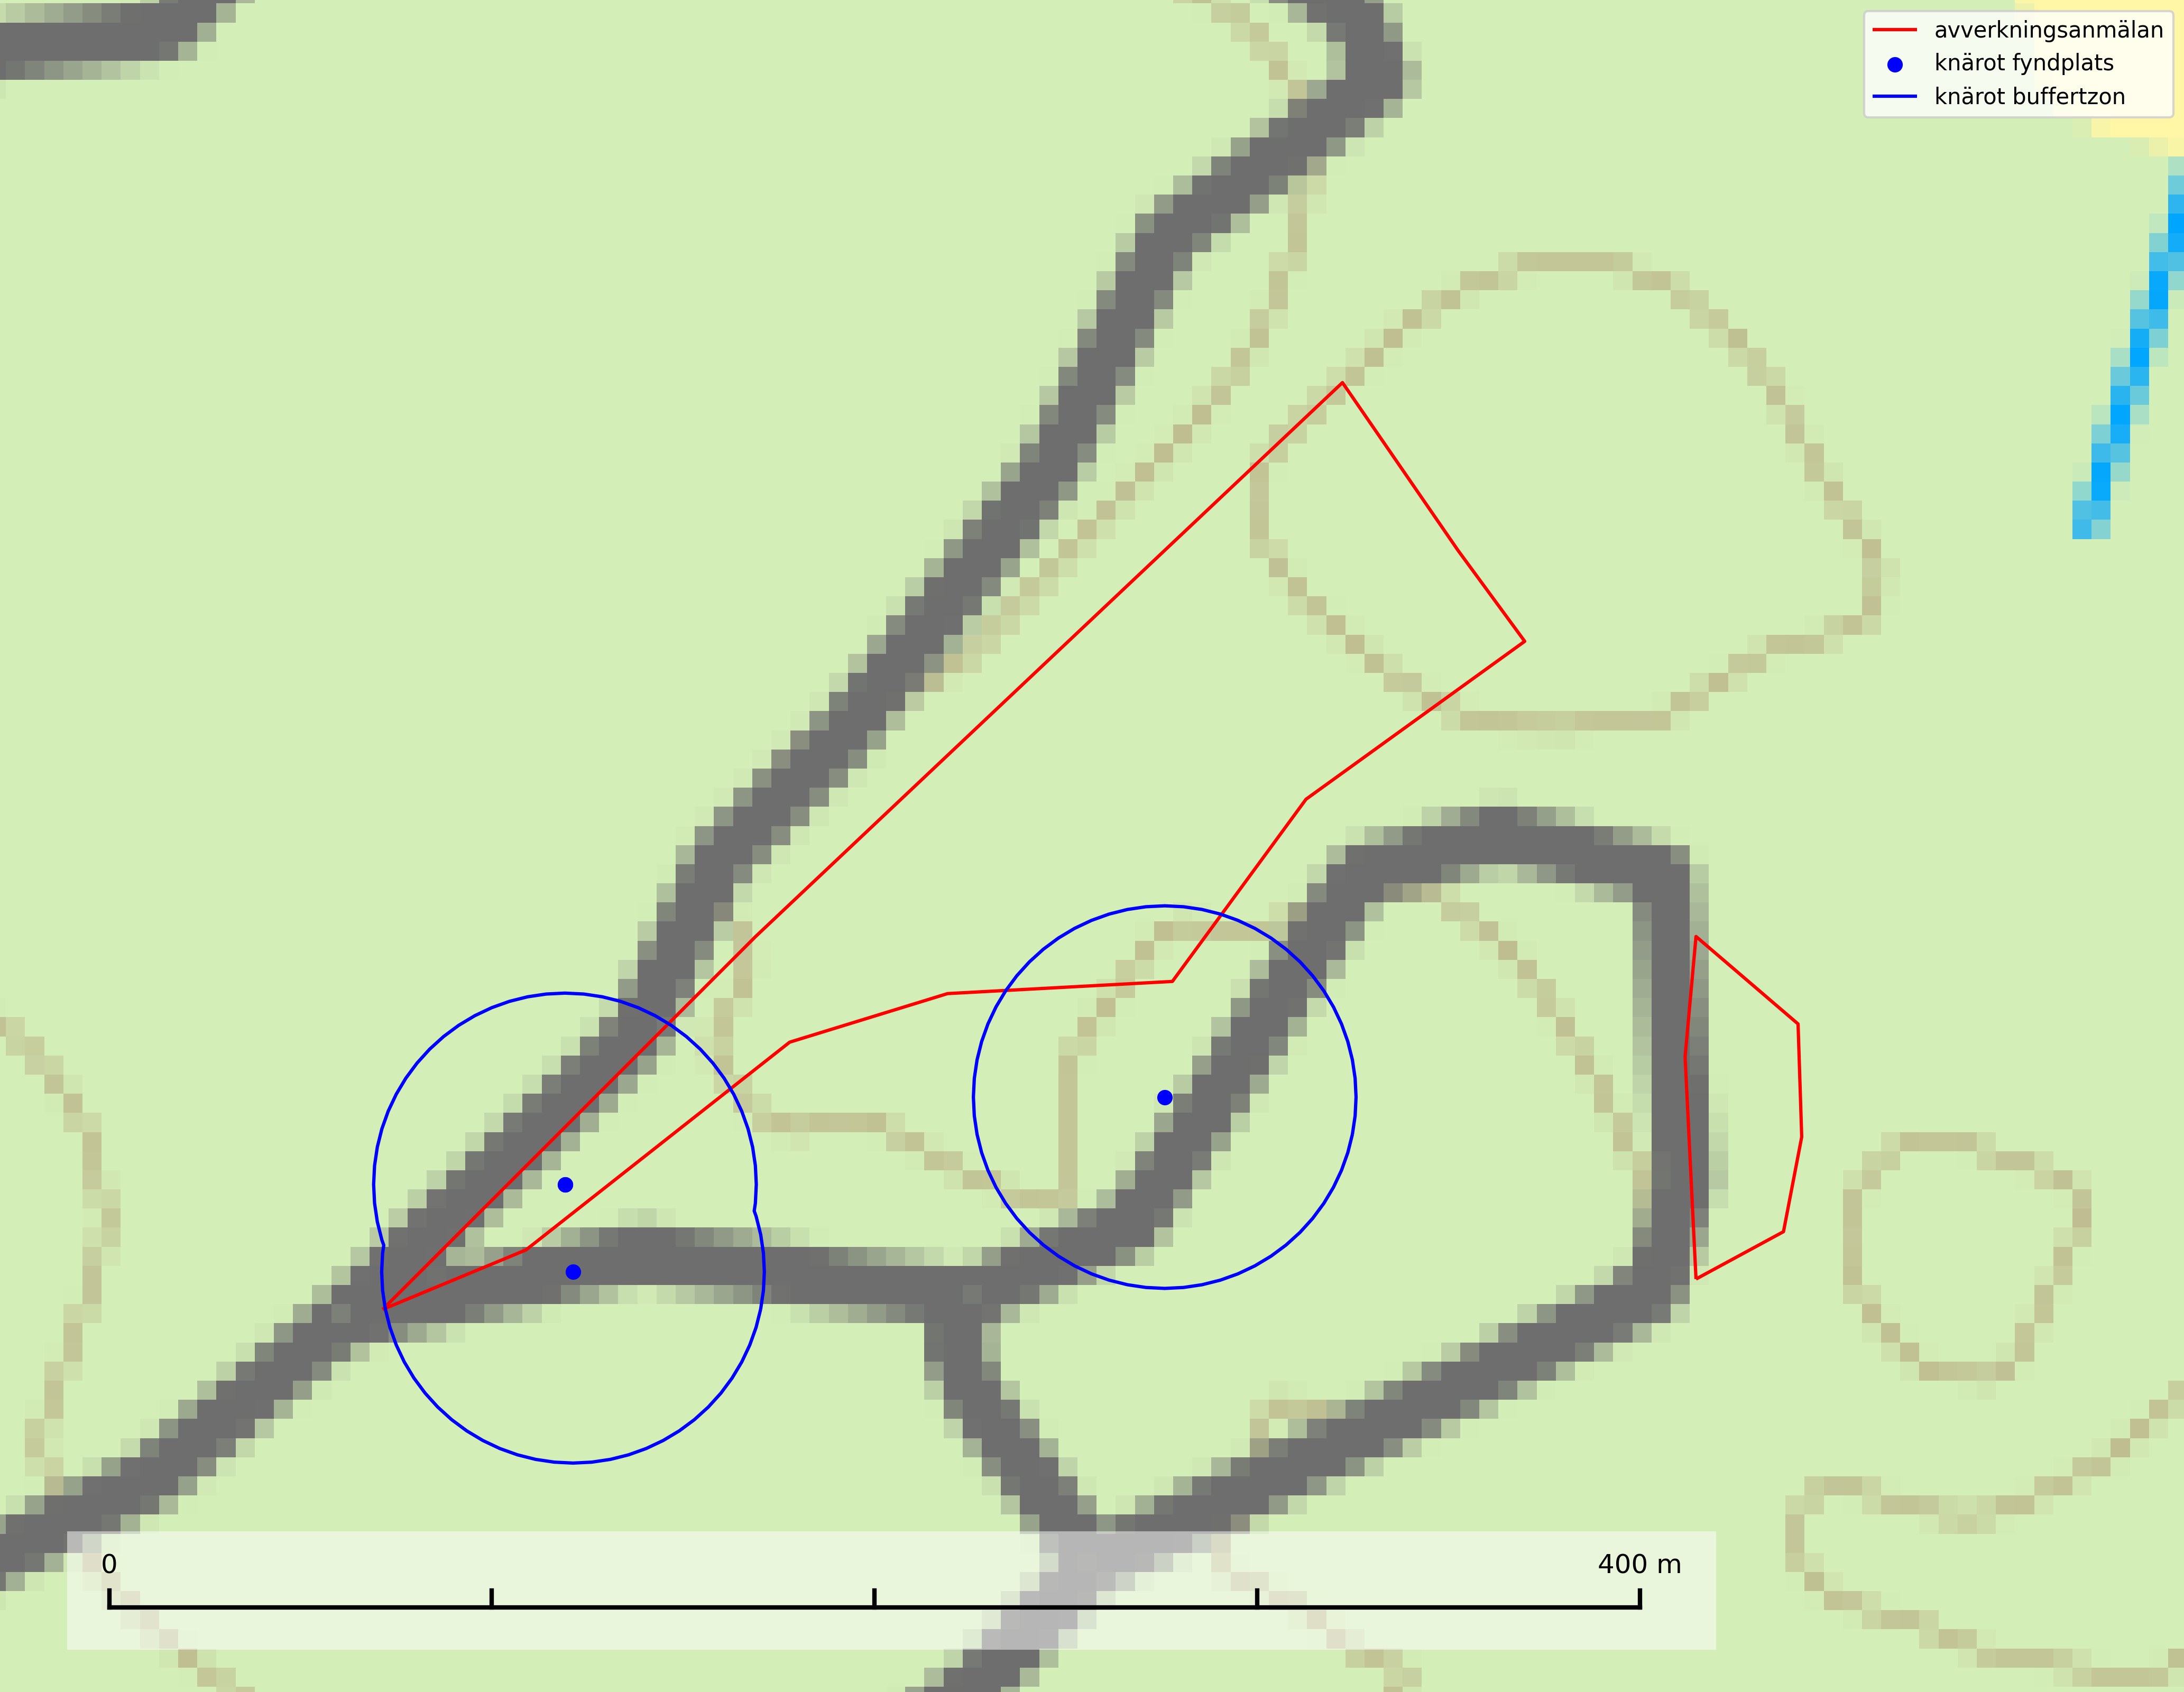 avverkningsanmälan
knärot fyndplats
knärot buffertzon
0
400 m